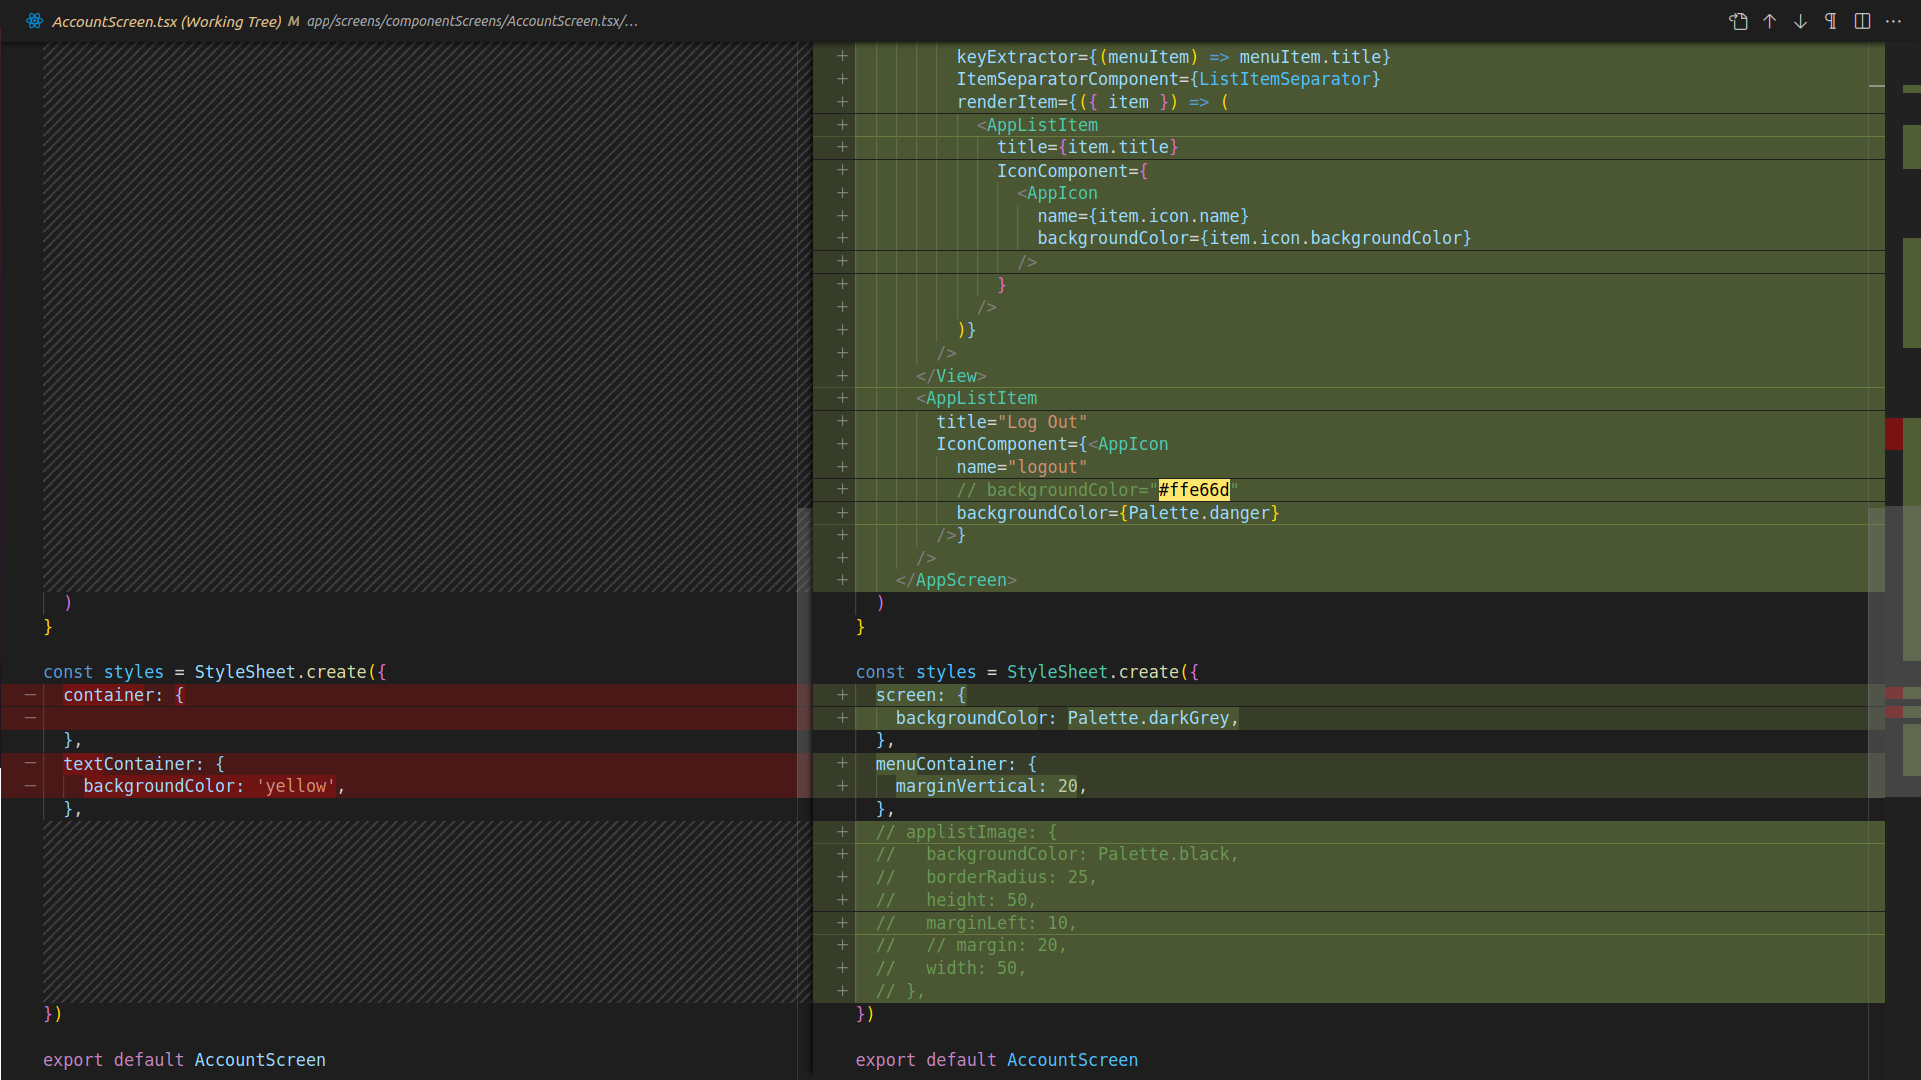 AccountScreen.tsx (Working Tree) M app/screens/componentScreens/AccountScreen.tsx/...
+ keyExtractor={(menuItem) => menuItem.title}
+ ItemSeparatorComponent={ListItemSeparator}
+ renderItem={({ item }) => (
+ <AppListItem
+ title={item.title}
+ IconComponent={
+ <AppIcon
+ name={item.icon.name}
+ backgroundColor={item.icon.backgroundColor}
+ />
+ }
+ />
+ )}
+ />
+ </View>
+ <AppListItem
+ title="Log Out"
+ IconComponent={<AppIcon
+ name="logout"
+ // backgroundColor="#ffe66d"
+ backgroundColor={Palette.danger}
+ />}
+ />
+ </AppScreen>
)
}
const styles = StyleSheet.create({
− container: {
−
},
− textContainer: {
− backgroundColor: 'yellow',
},
})
export default AccountScreen
)
}
const styles = StyleSheet.create({
+ screen: {
+ backgroundColor: Palette.darkGrey,
},
+ menuContainer: {
+ marginVertical: 20,
},
+ // applistImage: {
+ // backgroundColor: Palette.black,
+ // borderRadius: 25,
+ // height: 50,
+ // marginLeft: 10,
+ // // margin: 20,
+ // width: 50,
+ // },
})
export default AccountScreen